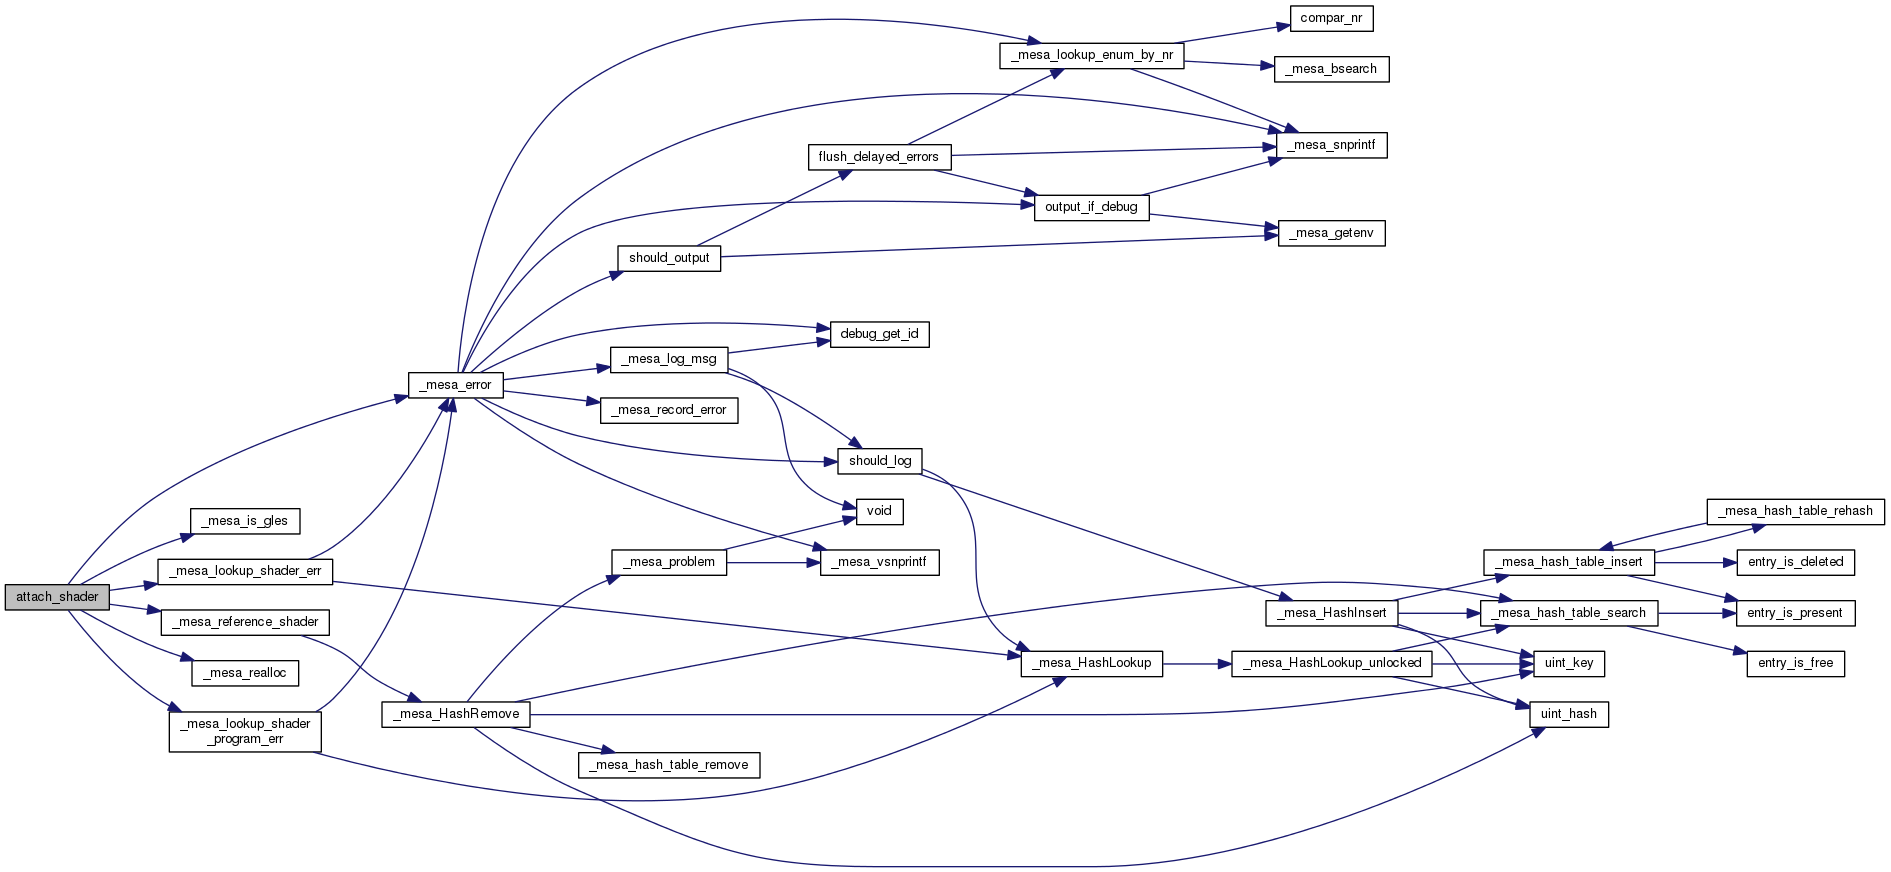 compar_nr
_mesa_lookup_enum_by_nr
_mesa_bsearch
_mesa_snprintf
flush_delayed_errors
output_if_debug
_mesa_getenv
should_output
debug_get_id
_mesa_log_msg
_mesa_error
_mesa_record_error
should_log
void
_mesa_is_gles
_mesa_hash_table_rehash
_mesa_problem
_mesa_vsnprintf
_mesa_hash_table_insert
entry_is_deleted
_mesa_lookup_shader_err
attach_shader
_mesa_HashInsert
_mesa_hash_table_search
entry_is_present
_mesa_reference_shader
_mesa_HashLookup
_mesa_HashLookup_unlocked
uint_key
entry_is_free
_mesa_realloc
_mesa_HashRemove
uint_hash
_mesa_lookup_shader
_program_err
_mesa_hash_table_remove